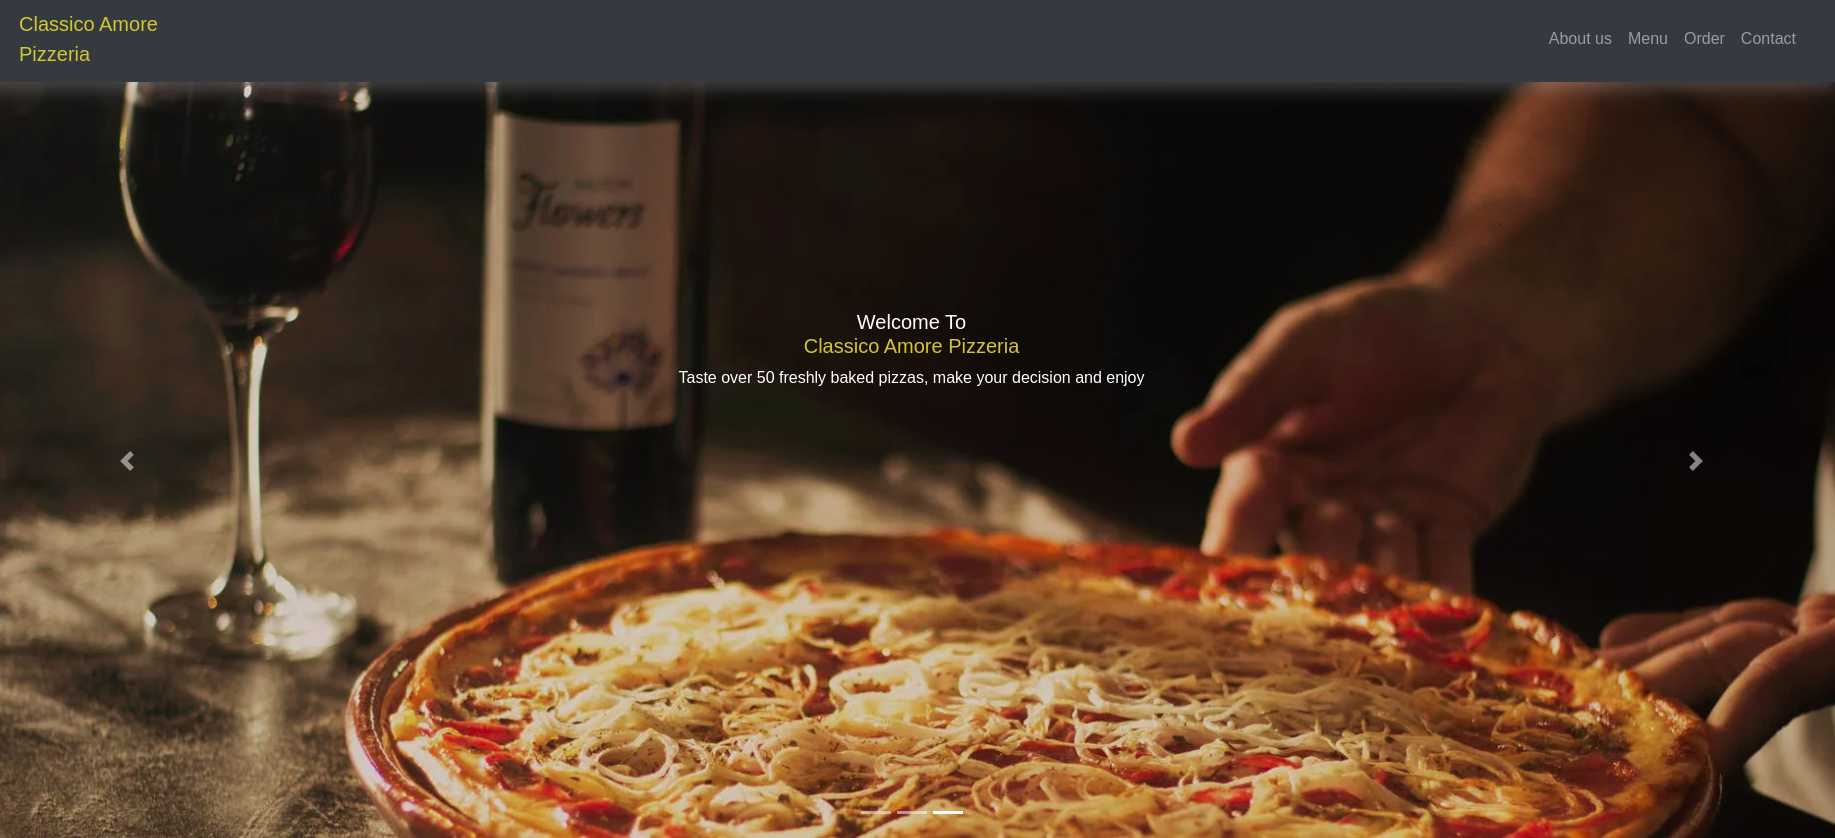 Classico Amore
Pizzeria
About us Menu Order Contact
Flowers
Welcome To
Classico Amore Pizzeria
Taste over 50 freshly baked pizzas, make your decision and enjoy